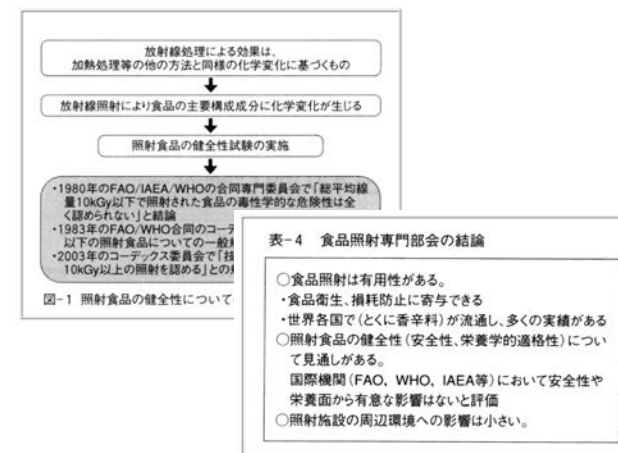 放射線処理による効果は、
加熱処理等の他の方法と同様の化学変化に基づくもの
放射線照射により食品の主要構成成分に化学変化が生じる
照射食品の健全性試験の実施
・1980年のFAO/IAEA/WHOの合同専門委員会で「総平均線
量10kGy以下で照射された食品の毒性学的な危険性は全
く認められない」と結論
・1983年のFAO/WHO合同のコーデ
以下の照射食品についての一般
・2003年のコーデックス委員会で「技
10kGy以上の照射を認める」との
図-1 照射食品の健全性について
表-4 食品照射専門部会の結論
○食品照射は有用性がある。
・食品衛生、損耗防止に寄与できる
・世界各国で(とくに香辛料)が流通し、多くの実績がある
○照射食品の健全性(安全性、栄養学的適格性)につい
て見通しがある。
国際機関(FAO, WHO, IAEA等)において安全性や
栄養面から有意な影響はないと評価
○照射施設の周辺環境への影響は小さい。